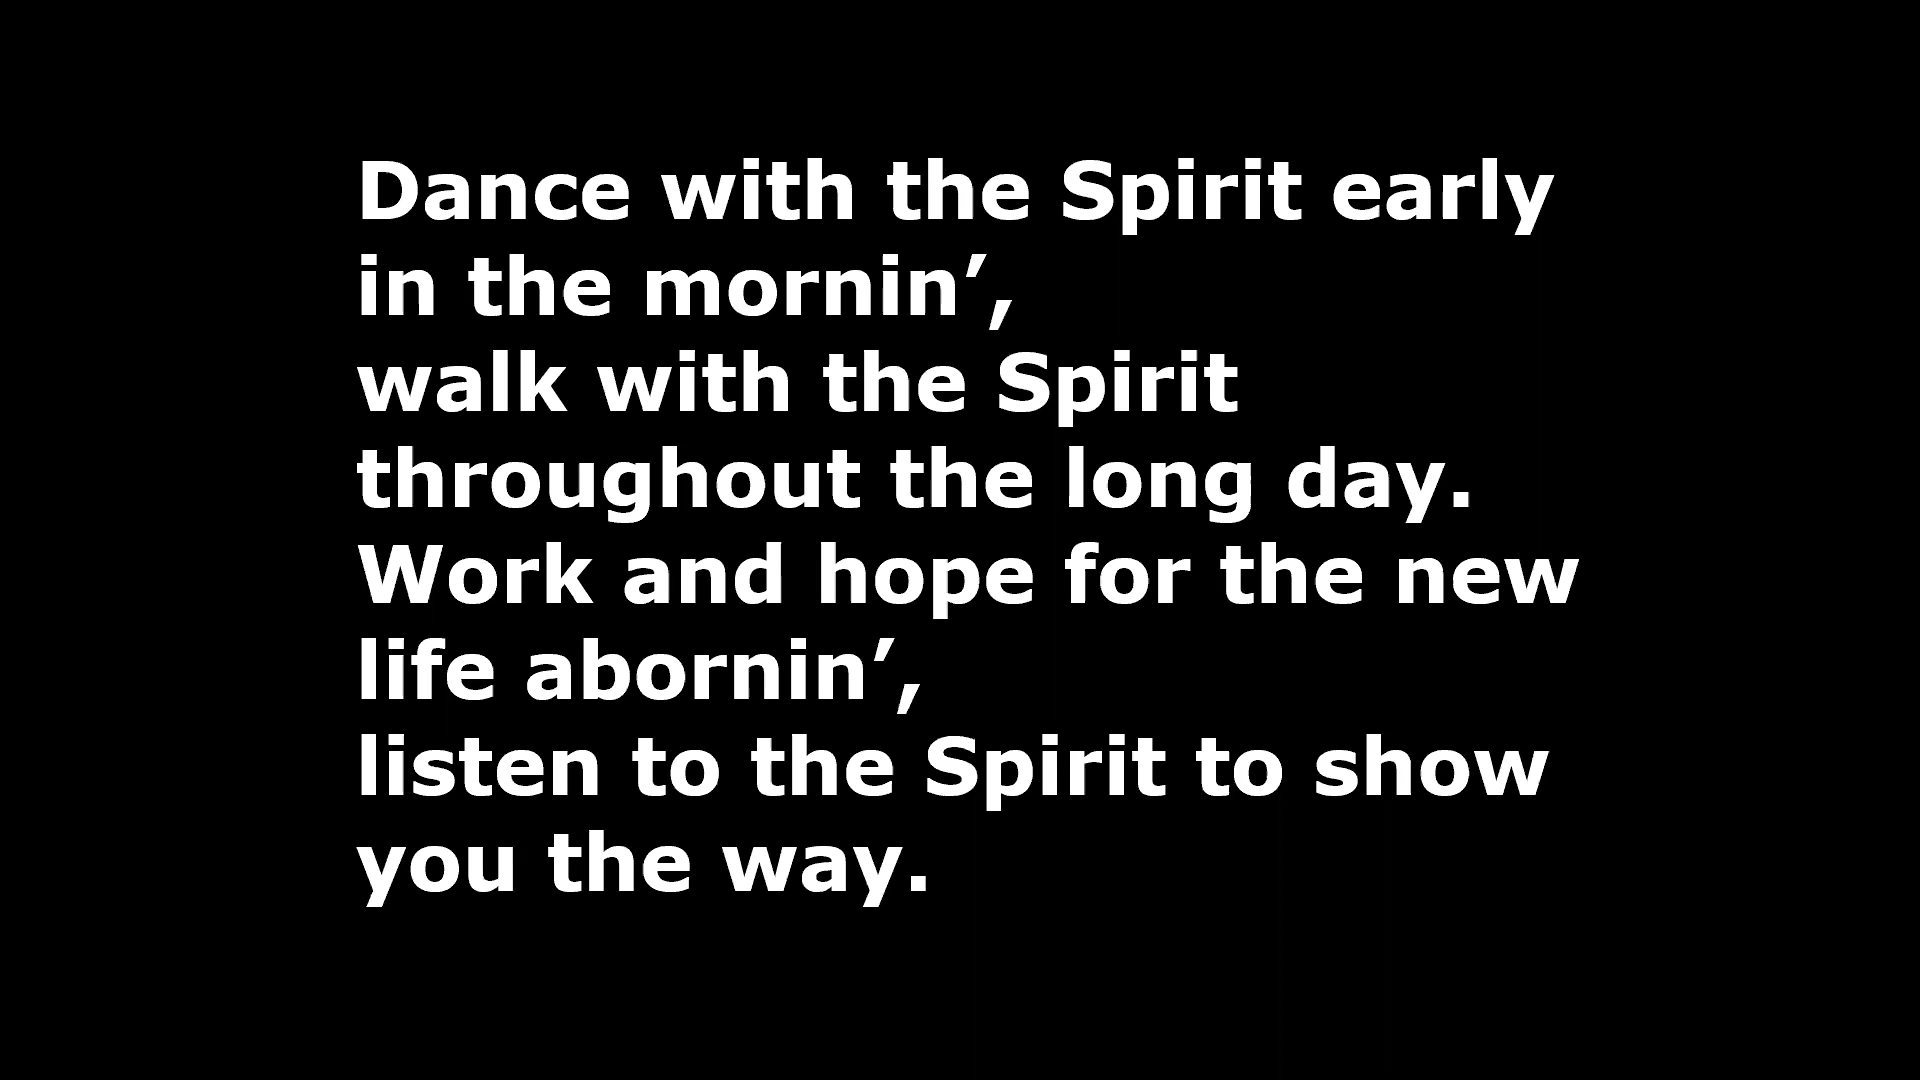 Dance with the Spirit early
in the mornin’,
walk with the Spirit
throughout the long day.
Work and hope for the new
life abornin’,
listen to the Spirit to show
you the way.